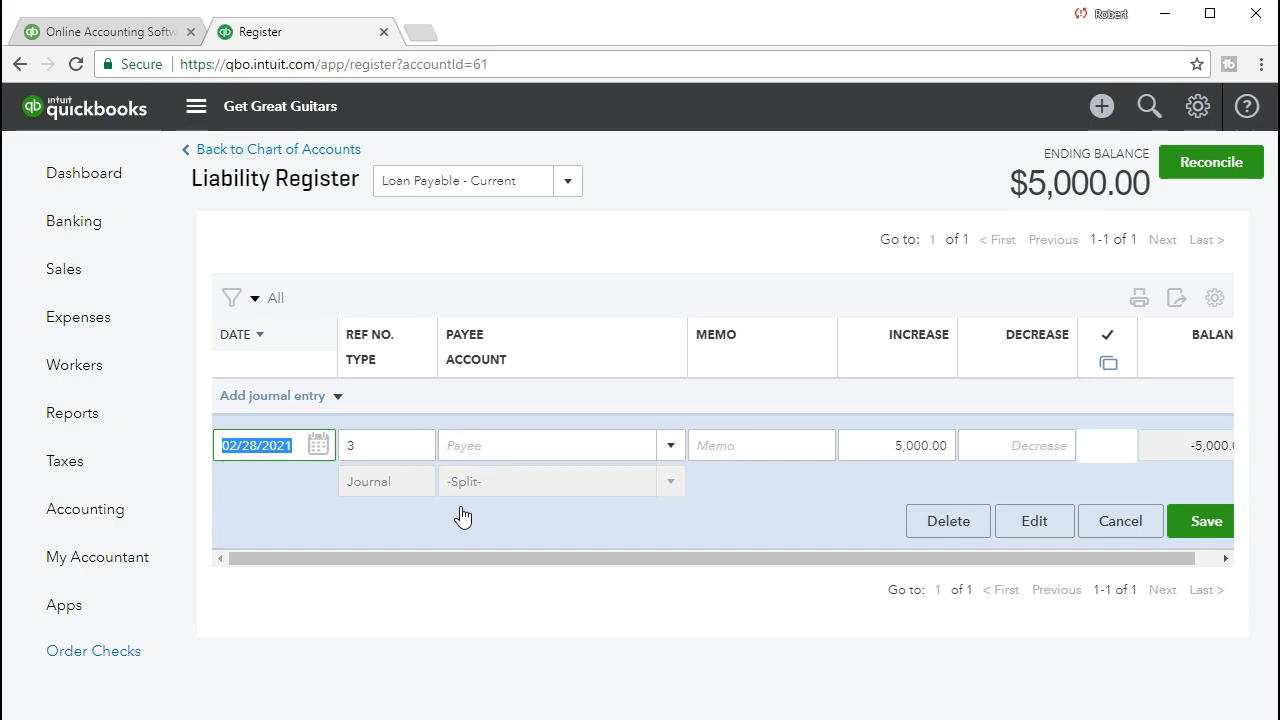 Online Accounting Softw
Register
Robert
Secure
https://qbo.intuit.com/app/register?accountId=61
qb intuit quickbooks
Get Great Guitars
Dashboard
Banking
Sales
Expenses
Workers
Reports
Taxes
Accounting
My Accountant
Apps
Order Checks
Back to Chart of Accounts
Liability Register
Loan Payable - Current
ENDING BALANCE
$5,000.00
Reconcile
Go to: 1 of 1 < First Previous 1-1 of 1 Next Last >
All
DATE REF NO. PAYEE MEMO INCREASE DECREASE ✓ BALAN
TYPE ACCOUNT
Add journal entry
02/28/2021 3 Payee Memo 5,000.00 Decrease -5,000.0
Journal -Split-
Delete Edit Cancel Save
Go to: 1 of 1 < First Previous 1-1 of 1 Next Last >